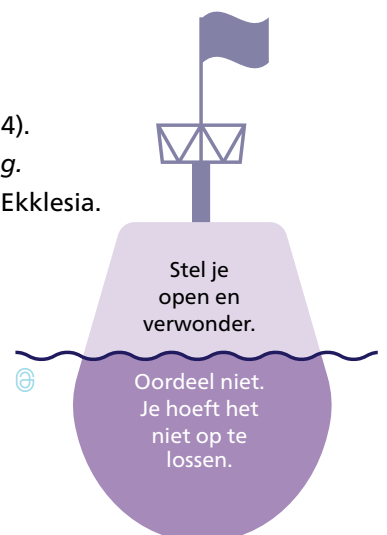 4).
g.
Ekklesia.
Stel je
open en
verwonder.
Oordeel niet.
Je hoeft het
niet op te
lossen.